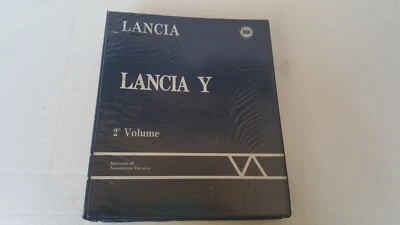 LANCIA
LANCIA Y
2° Volume
Manuale di
Assistenza Tecnica